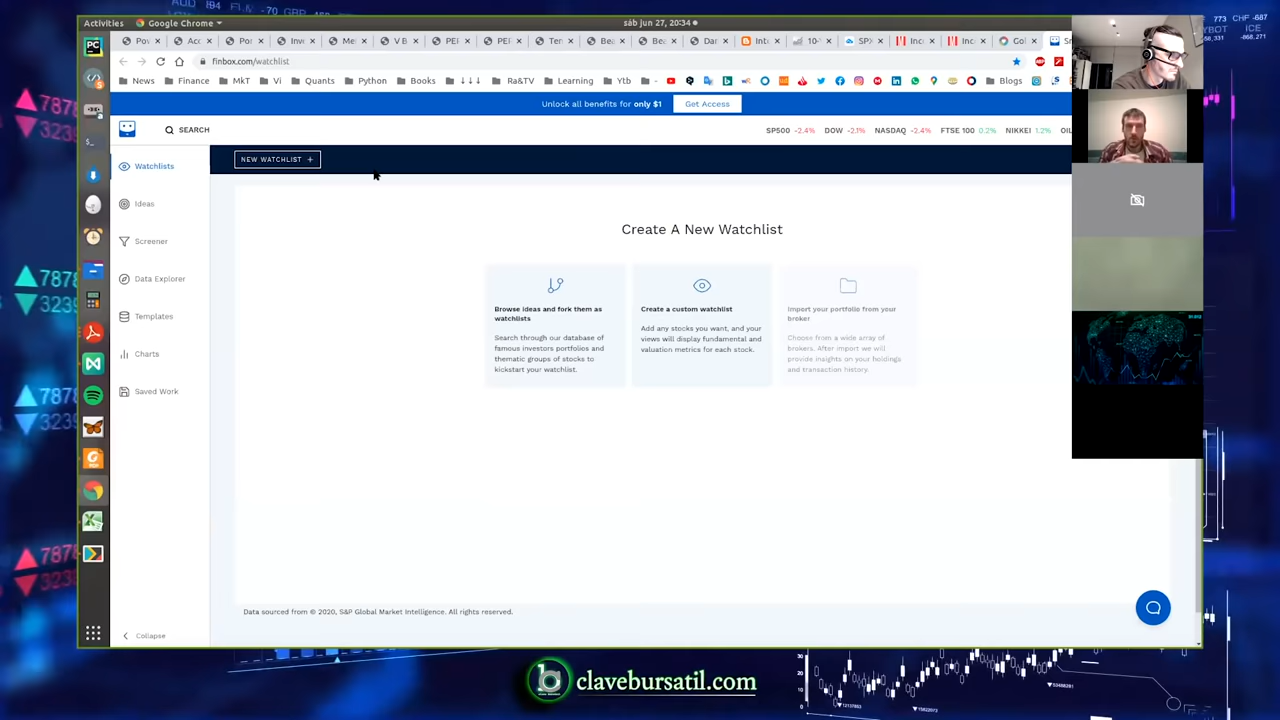 Activities
Google Chrome
sáb jun 27, 20:34
finbox.com/watchlist
News
Finance
MkT
Vi
Quants
Python
Books
↓↓↓
Ra&TV
Learning
Ytb
Blogs
Unlock all benefits for only $1
Get Access
SEARCH
SP500 -2.4%
DOW -2.1%
NASDAQ -2.4%
FTSE 100 0.2%
NIKKEI 1.2%
Watchlists
Ideas
Screener
Data Explorer
Templates
Charts
Saved Work
Collapse
NEW WATCHLIST +
Create A New Watchlist
Browse ideas and fork them as
watchlists
Search through our database of
famous investors portfolios and
thematic groups of stocks to
kickstart your watchlist.
Create a custom watchlist
Add any stocks you want, and your
views will display fundamental and
valuation metrics for each stock.
Import your portfolio from your
broker
Choose from a wide array of
brokers. After import we will
provide insights on your holdings
and transaction history.
Data sourced from © 2020, S&P Global Market Intelligence. All rights reserved.
clavebursatil.com